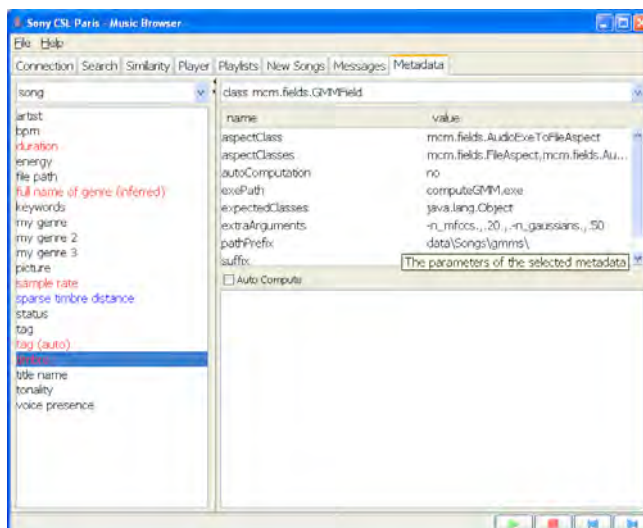 Sony CSL Paris - Music Browser
File Help
Connection Search Similarity Player Playlists New Songs Messages Metadata
song
class mcm.fields.GMMField
artist
bpm
duration
energy
file path
full name of genre (inferred)
keywords
my genre
my genre 2
my genre 3
picture
sample rate
sparse timbre distance
status
tag
tag (auto)
title name
tonality
voice presence
name value
aspectClass mcm.fields.AudioExeToFileAspect
aspectClasses mcm.fields.FileAspect,mcm.fields.Au...
autoComputation no
exePath computeGMM.exe
expectedClasses java.lang.Object
extraArguments -n_mfccs,,.20,,.-n_gaussians,,.50
pathPrefix data\Songs\gmms\
suffix
The parameters of the selected metadata
Auto Compute